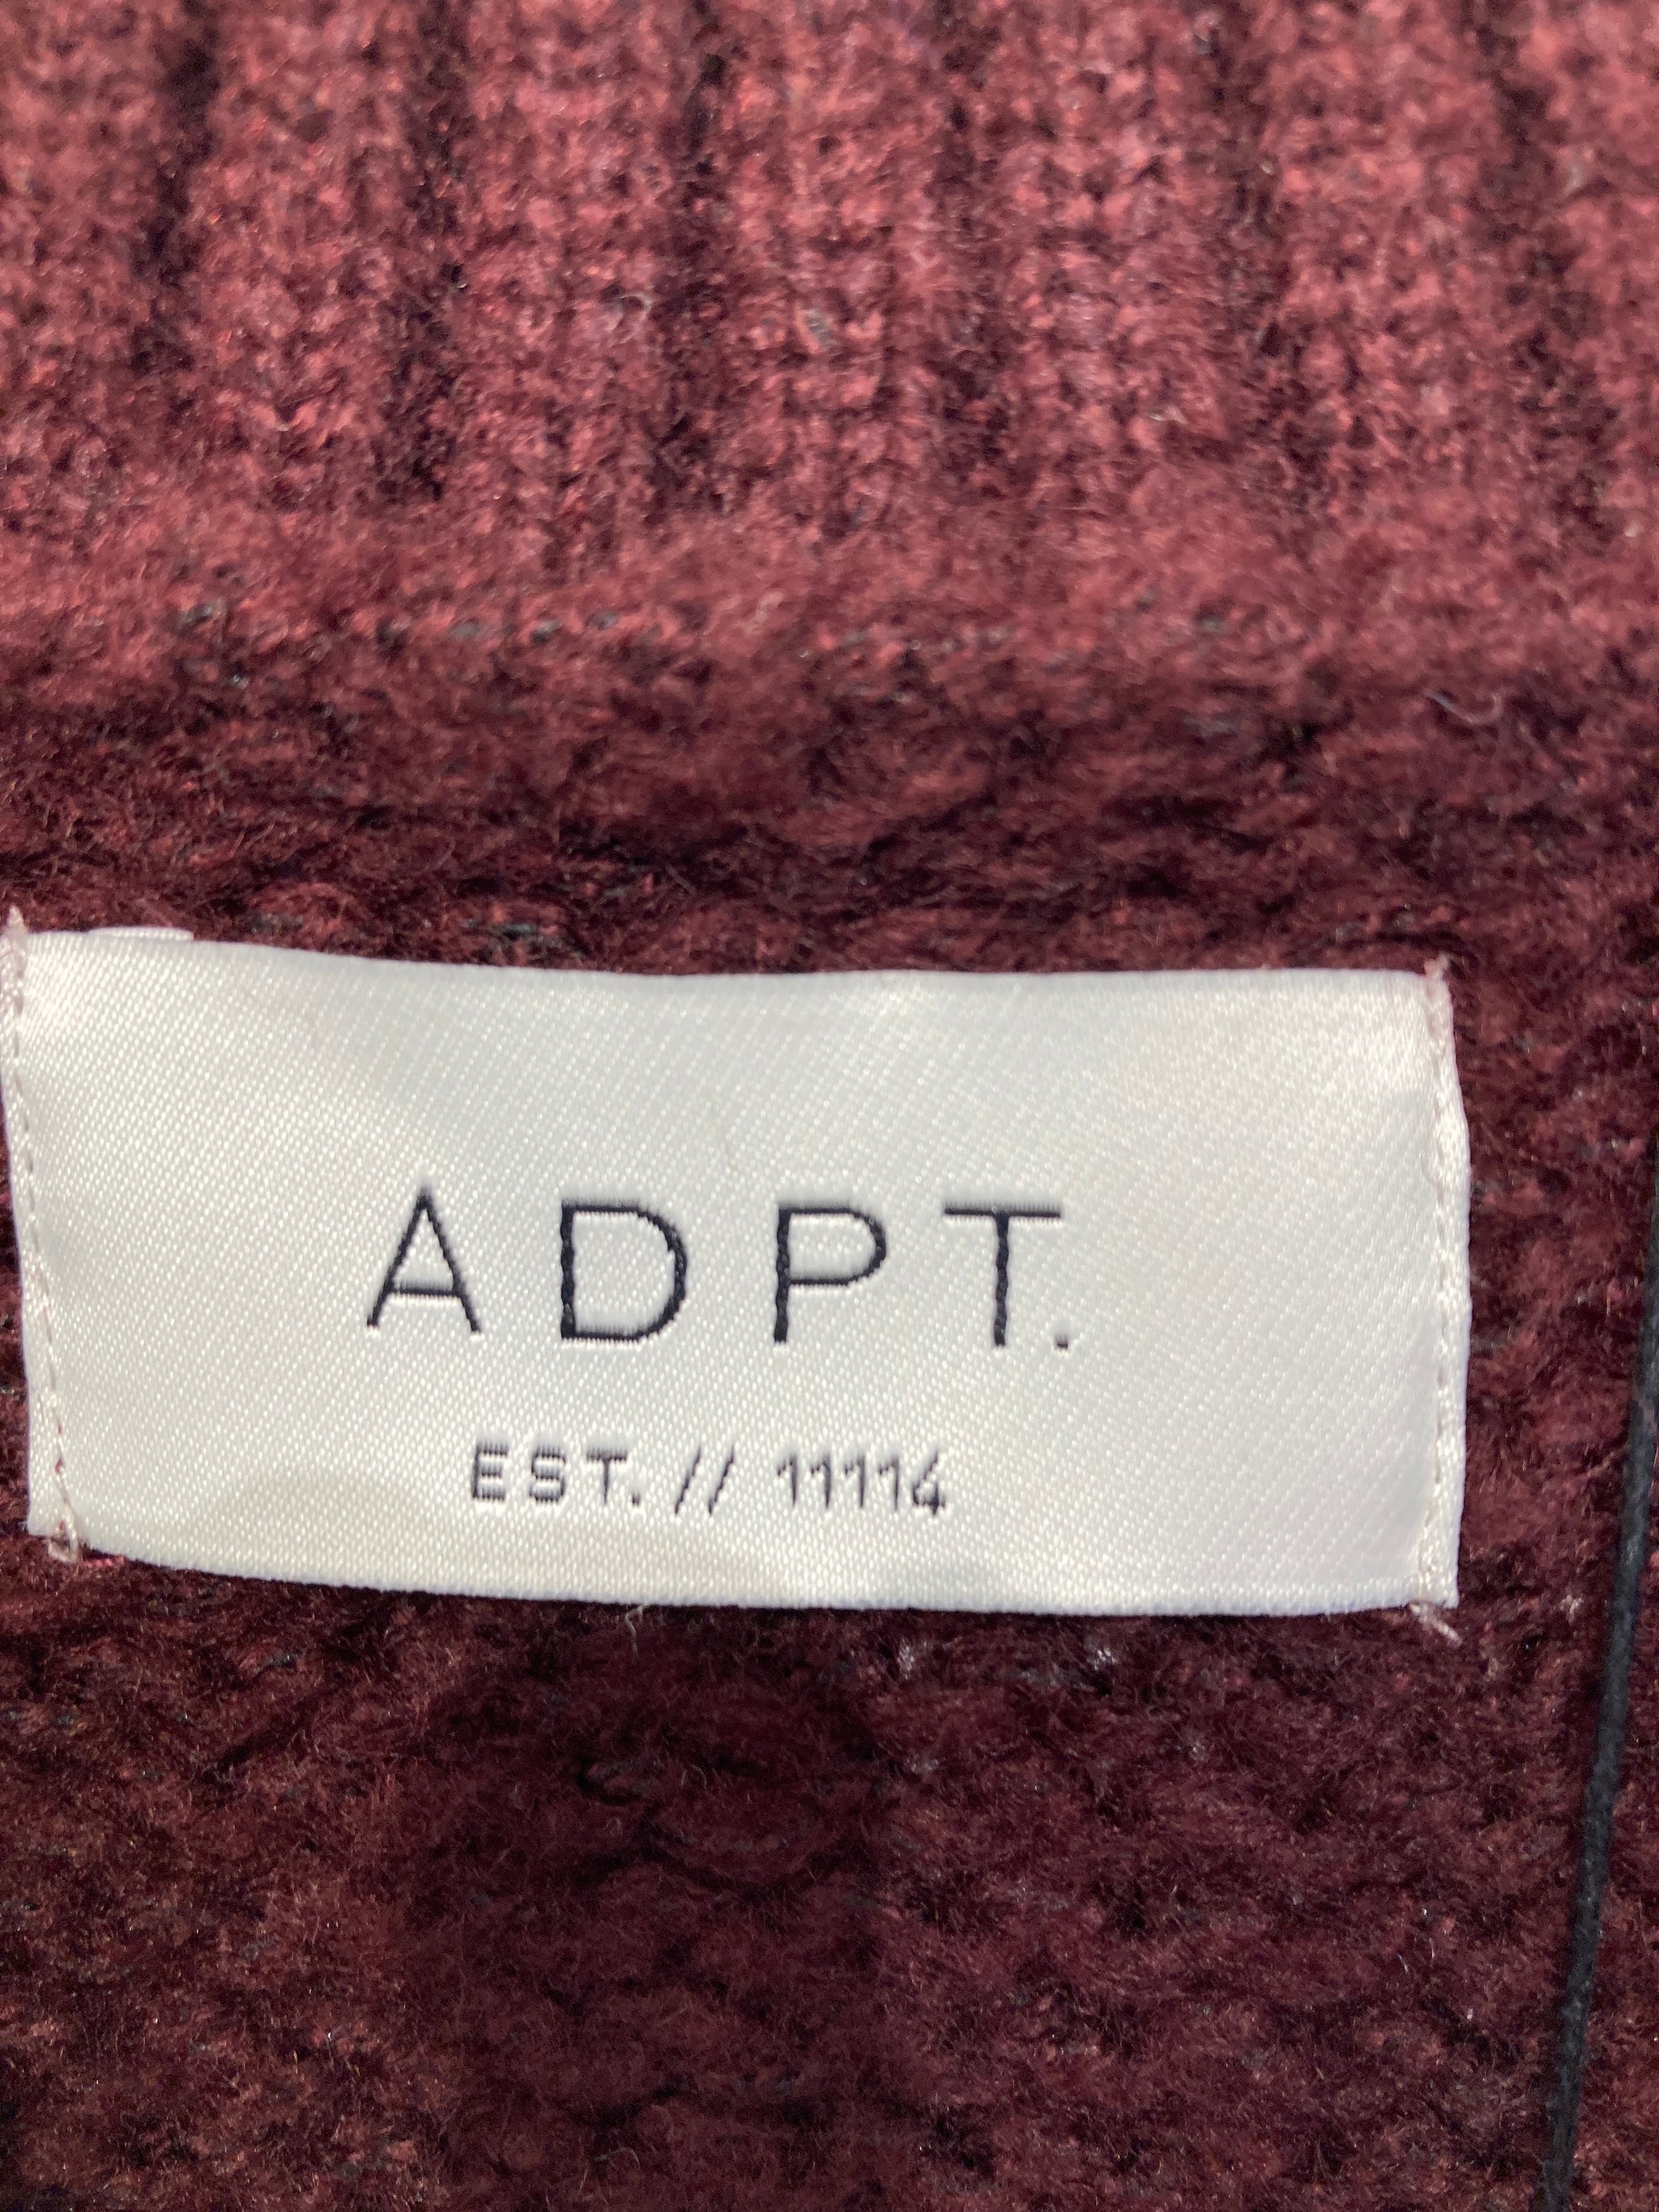 ADPT.
EST. // 11114